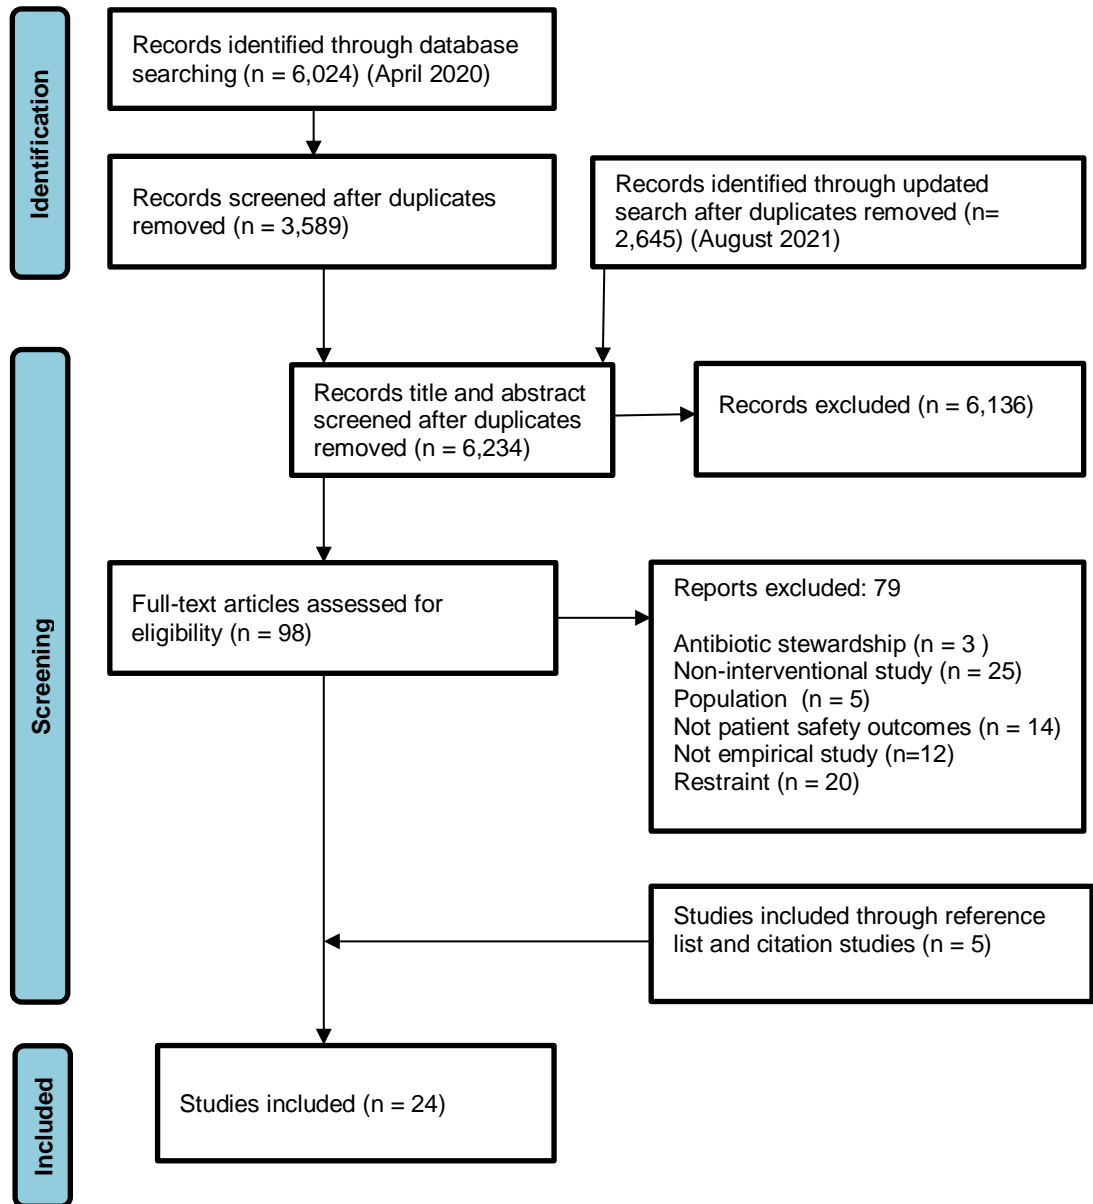 Identification
Records identified through database
searching (n = 6,024) (April 2020)
Records screened after duplicates
removed (n = 3,589)
Records identified through updated
search after duplicates removed (n=
2,645) (August 2021)
Screening
Records title and abstract
screened after duplicates
removed (n = 6,234)
Records excluded (n = 6,136)
Full-text articles assessed for
eligibility (n = 98)
Reports excluded: 79
Antibiotic stewardship (n = 3 )
Non-interventional study (n = 25)
Population  (n = 5)
Not patient safety outcomes (n = 14)
Not empirical study (n=12)
Restraint (n = 20)
Studies included through reference
list and citation studies (n = 5)
Included
Studies included (n = 24)